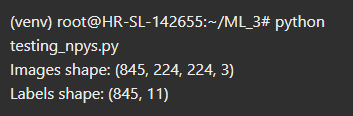 (venv) root@HR-SL-142655:~/ML_3# python
testing_npys.py
Images shape: (845, 224, 224, 3)
Labels shape: (845, 11)